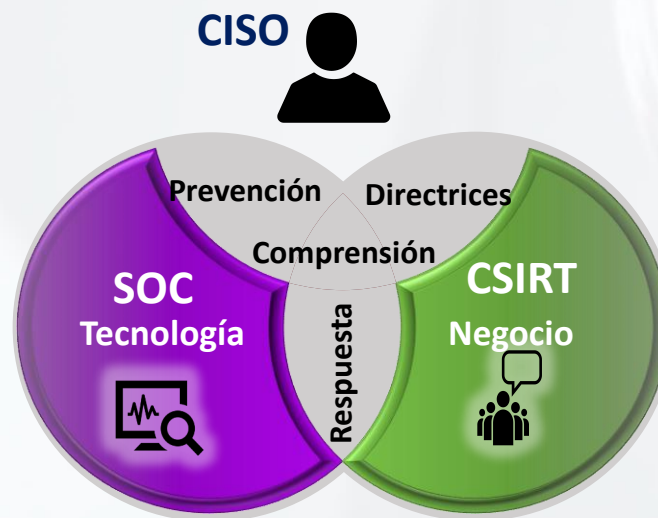 CISO
Prevención
Directrices
Comprensión
SOC
Tecnología
CSIRT
Negocio
Respuesta